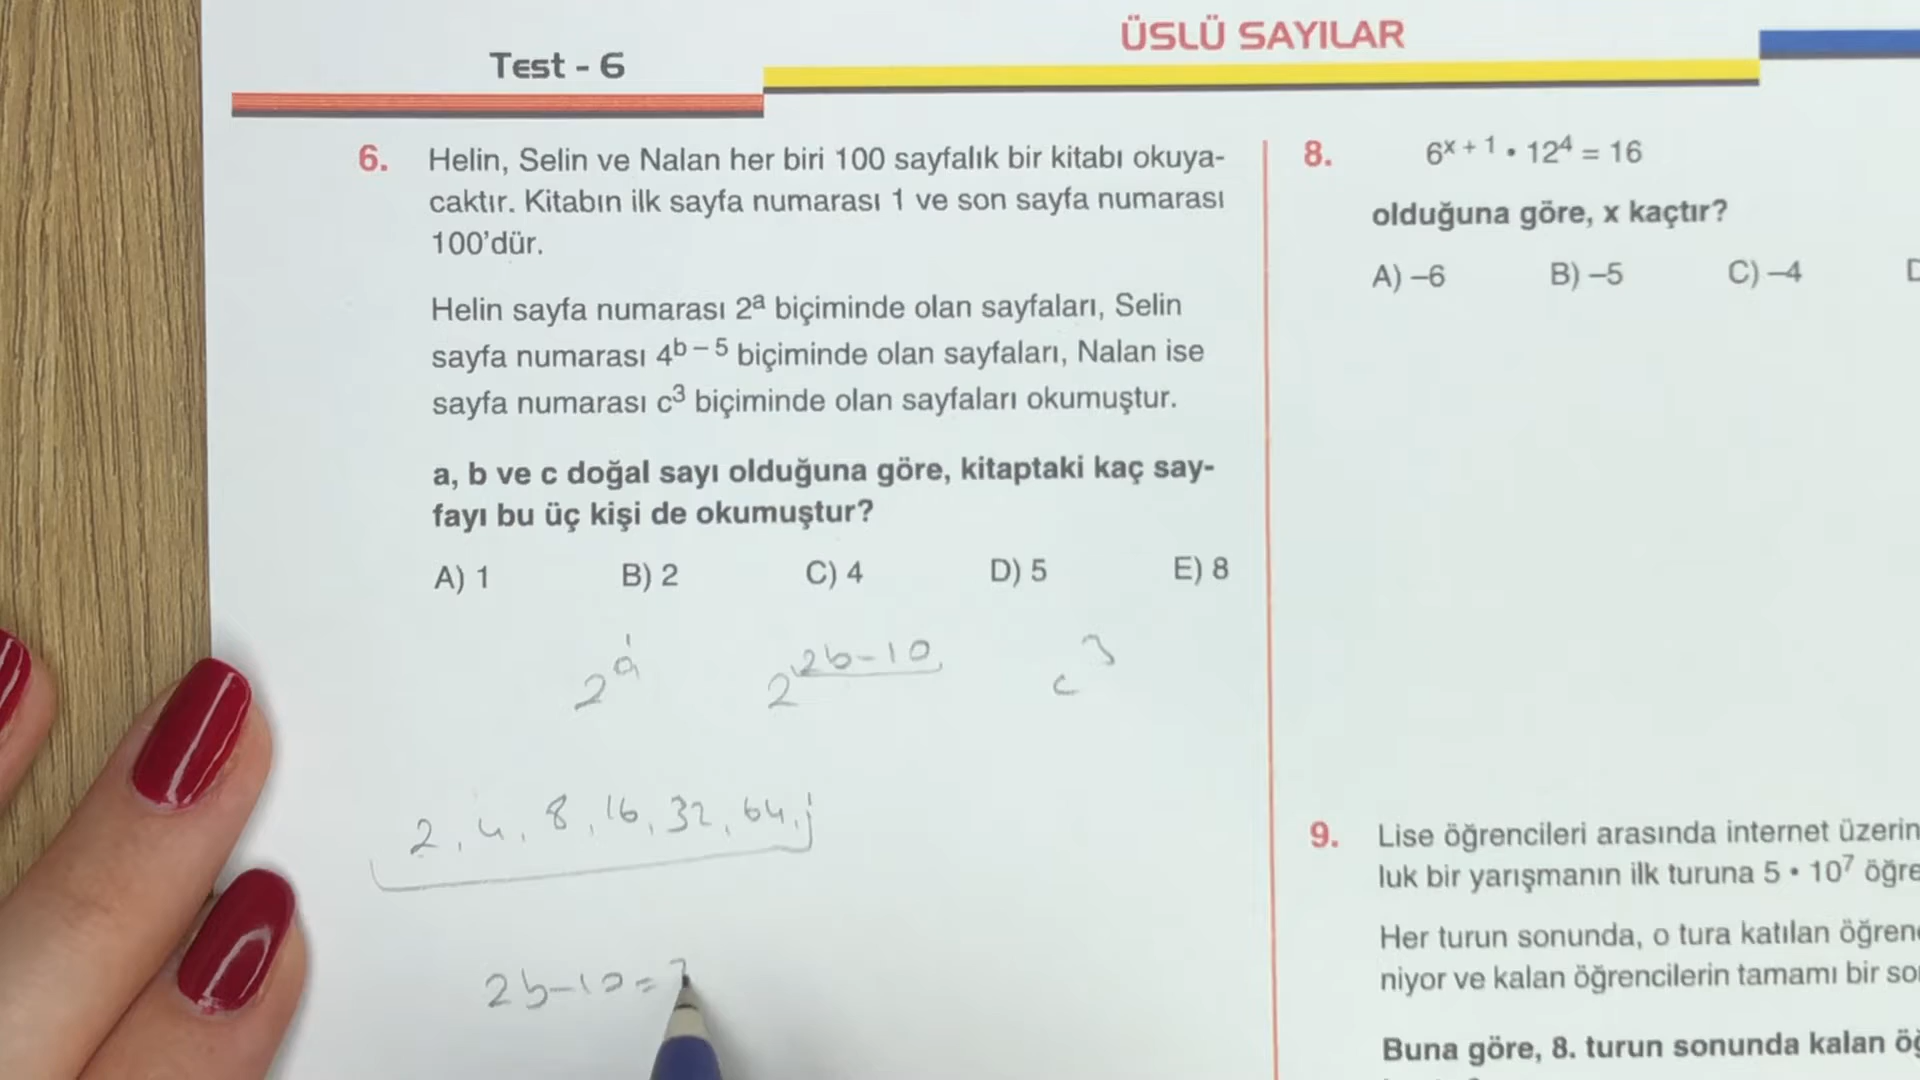 Test - 6
ÜSLÜ SAYILAR
6. Helin, Selin ve Nalan her biri 100 sayfalık bir kitabı okuya-
caktır. Kitabın ilk sayfa numarası 1 ve son sayfa numarası
100'dür.
Helin sayfa numarası 2ᵃ biçiminde olan sayfaları, Selin
sayfa numarası 4ᵇ⁻⁵ biçiminde olan sayfaları, Nalan ise
sayfa numarası c³ biçiminde olan sayfaları okumuştur.
a, b ve c doğal sayı olduğuna göre, kitaptaki kaç say-
fayı bu üç kişi de okumuştur?
A) 1 B) 2 C) 4 D) 5 E) 8
2ᵃ 2²ᵇ⁻¹⁰ c³
2, 4, 8, 16, 32, 64,
2b-10=
8. 6ˣ⁺¹ • 12⁴ = 16
olduğuna göre, x kaçtır?
A) –6 B) –5 C) –4
9. Lise öğrencileri arasında internet üzerin
luk bir yarışmanın ilk turuna 5 • 10⁷ öğre
Her turun sonunda, o tura katılan öğren
niyor ve kalan öğrencilerin tamamı bir so
Buna göre, 8. turun sonunda kalan öğ